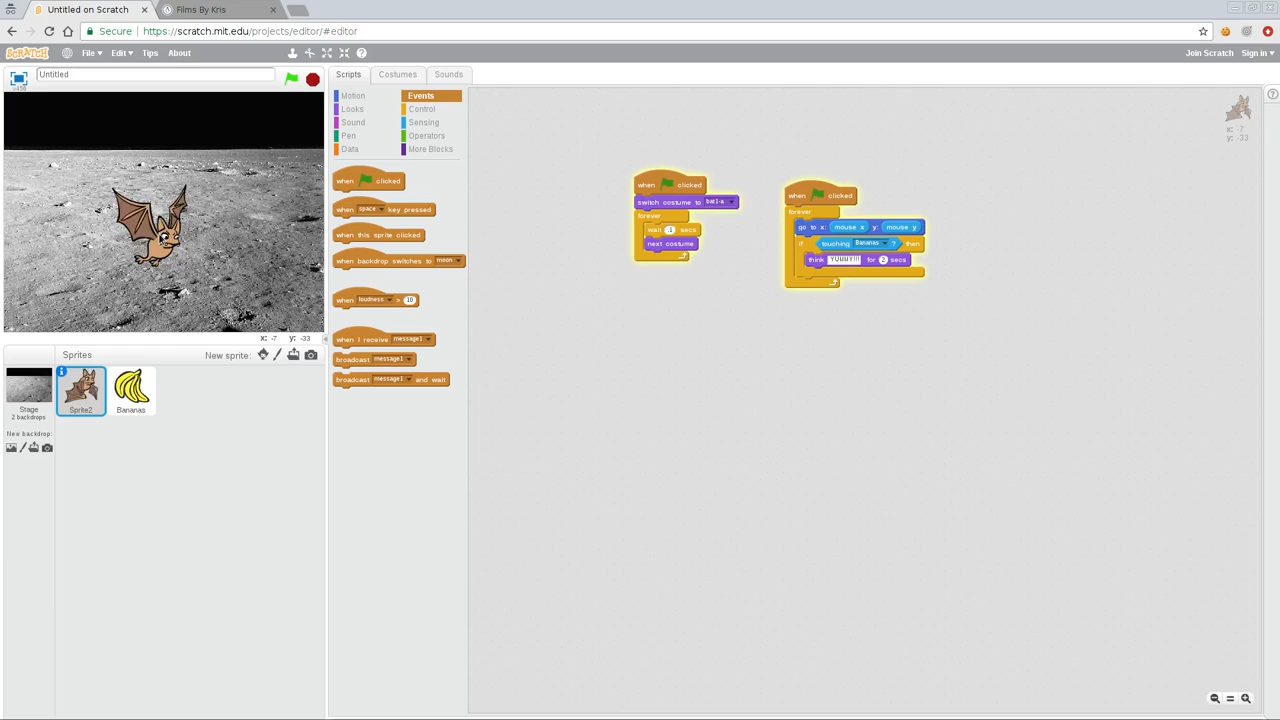 Untitled on Scratch
Films By Kris
Secure
https://scratch.mit.edu/projects/editor/#editor
SCRATCH
File
Edit
Tips
About
Join Scratch
Sign in
Untitled
Scripts
Costumes
Sounds
Motion
Events
Looks
Control
Sound
Sensing
Pen
Operators
Data
More Blocks
when clicked
when space key pressed
when this sprite clicked
when backdrop switches to moon
when loudness > 10
when I receive message1
broadcast message1
broadcast message1 and wait
when clicked
switch costume to bat1-a
forever
wait .1 secs
next costume
when clicked
forever
go to x: mouse x y: mouse y
if touching Bananas ? then
think for 2 secs
x: -7
y: -33
x: -7 y: -33
Sprites
New sprite:
Stage
2 backdrops
New backdrop:
Sprite2
Bananas